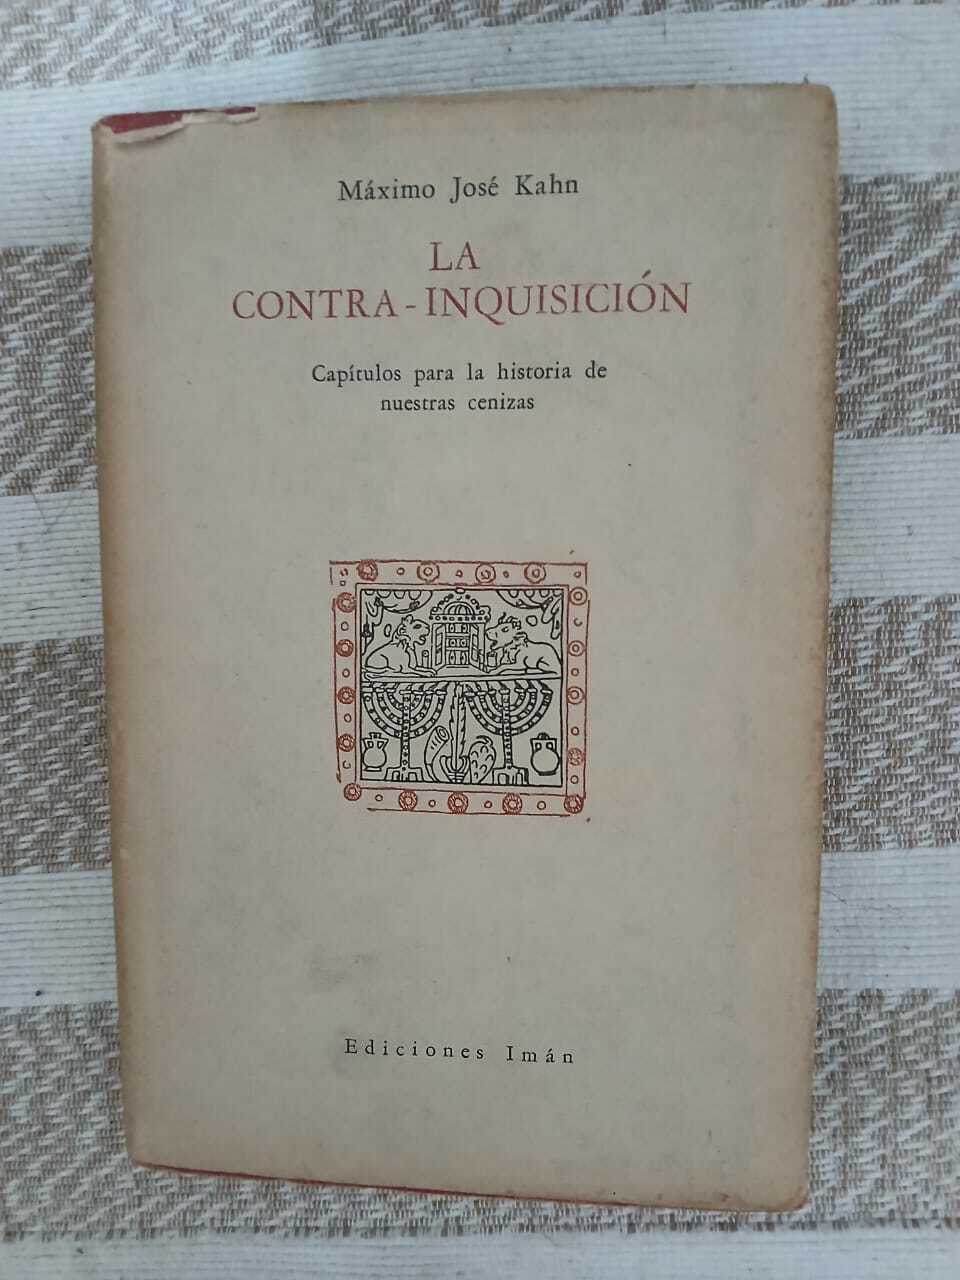 Máximo José Kahn
LA
CONTRA-INQUISICIÓN
Capítulos para la historia de
nuestras cenizas
Ediciones Imán